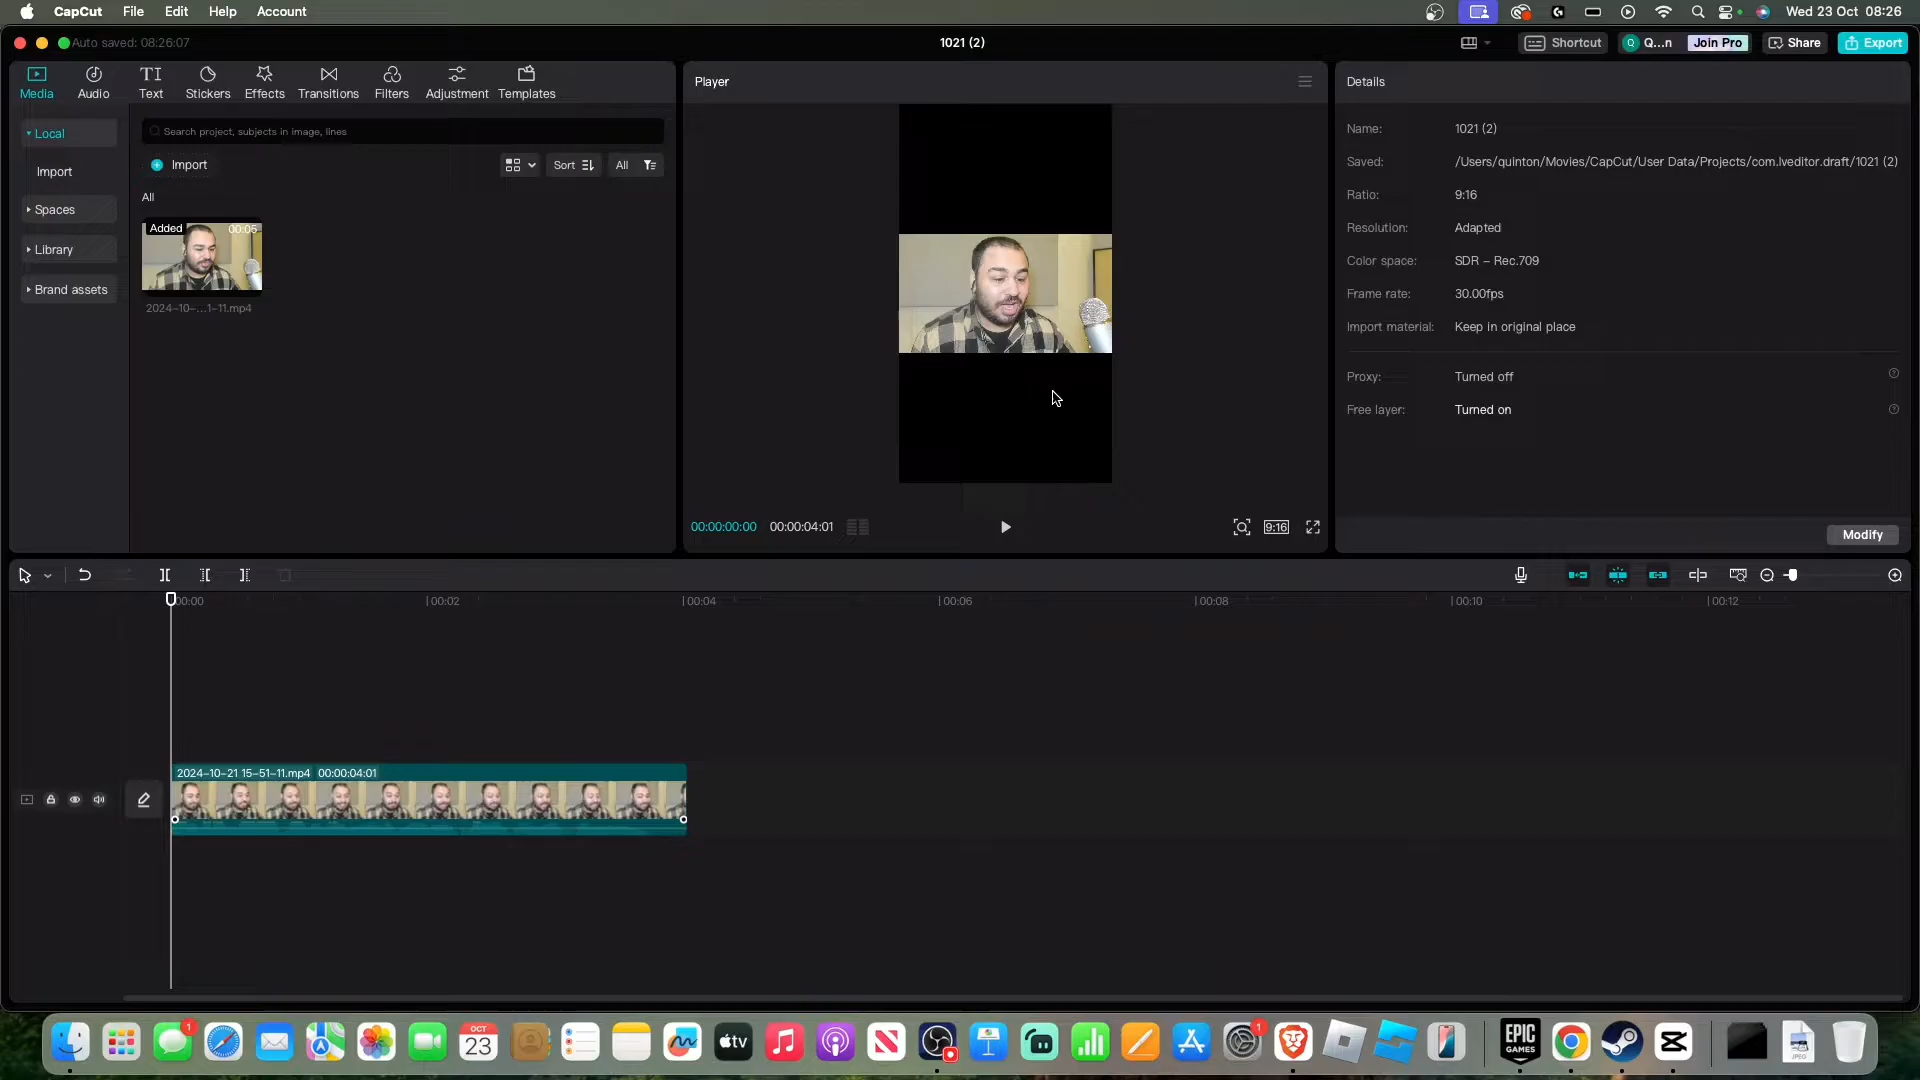 CapCut File Edit Help Account Wed 23 Oct 08:26
Auto saved: 08:26:07 1021 (2) Shortcut Q Q...n Join Pro Share Export
Media Audio TI Text Stickers Effects Transitions Filters Adjustment Templates
Local
Import
Spaces
Library
Brand assets
Search project, subjects in image, lines
Import Sort All
All
Added 00:05
2024-10-...1-11.mp4
Player
00:00:00:00 00:00:04:01 9:16
Details
Name: 1021 (2)
Saved: /Users/quinton/Movies/CapCut/User Data/Projects/com.lveditor.draft/1021 (2)
Ratio: 9:16
Resolution: Adapted
Color space: SDR – Rec.709
Frame rate: 30.00fps
Import material: Keep in original place
Proxy: Turned off
Free layer: Turned on
Modify
00:00 00:02 00:04 00:06 00:08 00:10 00:12
2024-10-21 15-51-11.mp4 00:00:04:01
1
OCT
23
tv
1
EPIC
GAMES
JPEG